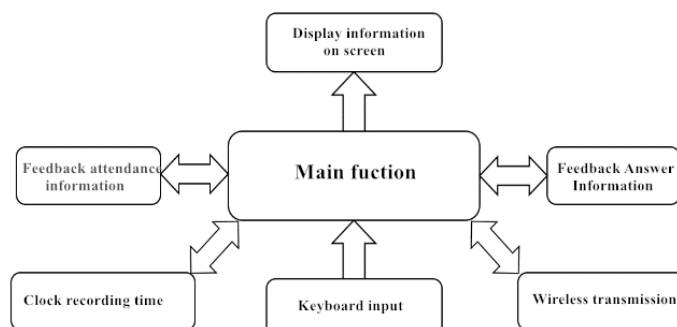 Display information
on screen
Feedback attendance
information
Main fuction
Feedback Answer
Information
Clock recording time
Keyboard input
Wireless transmission